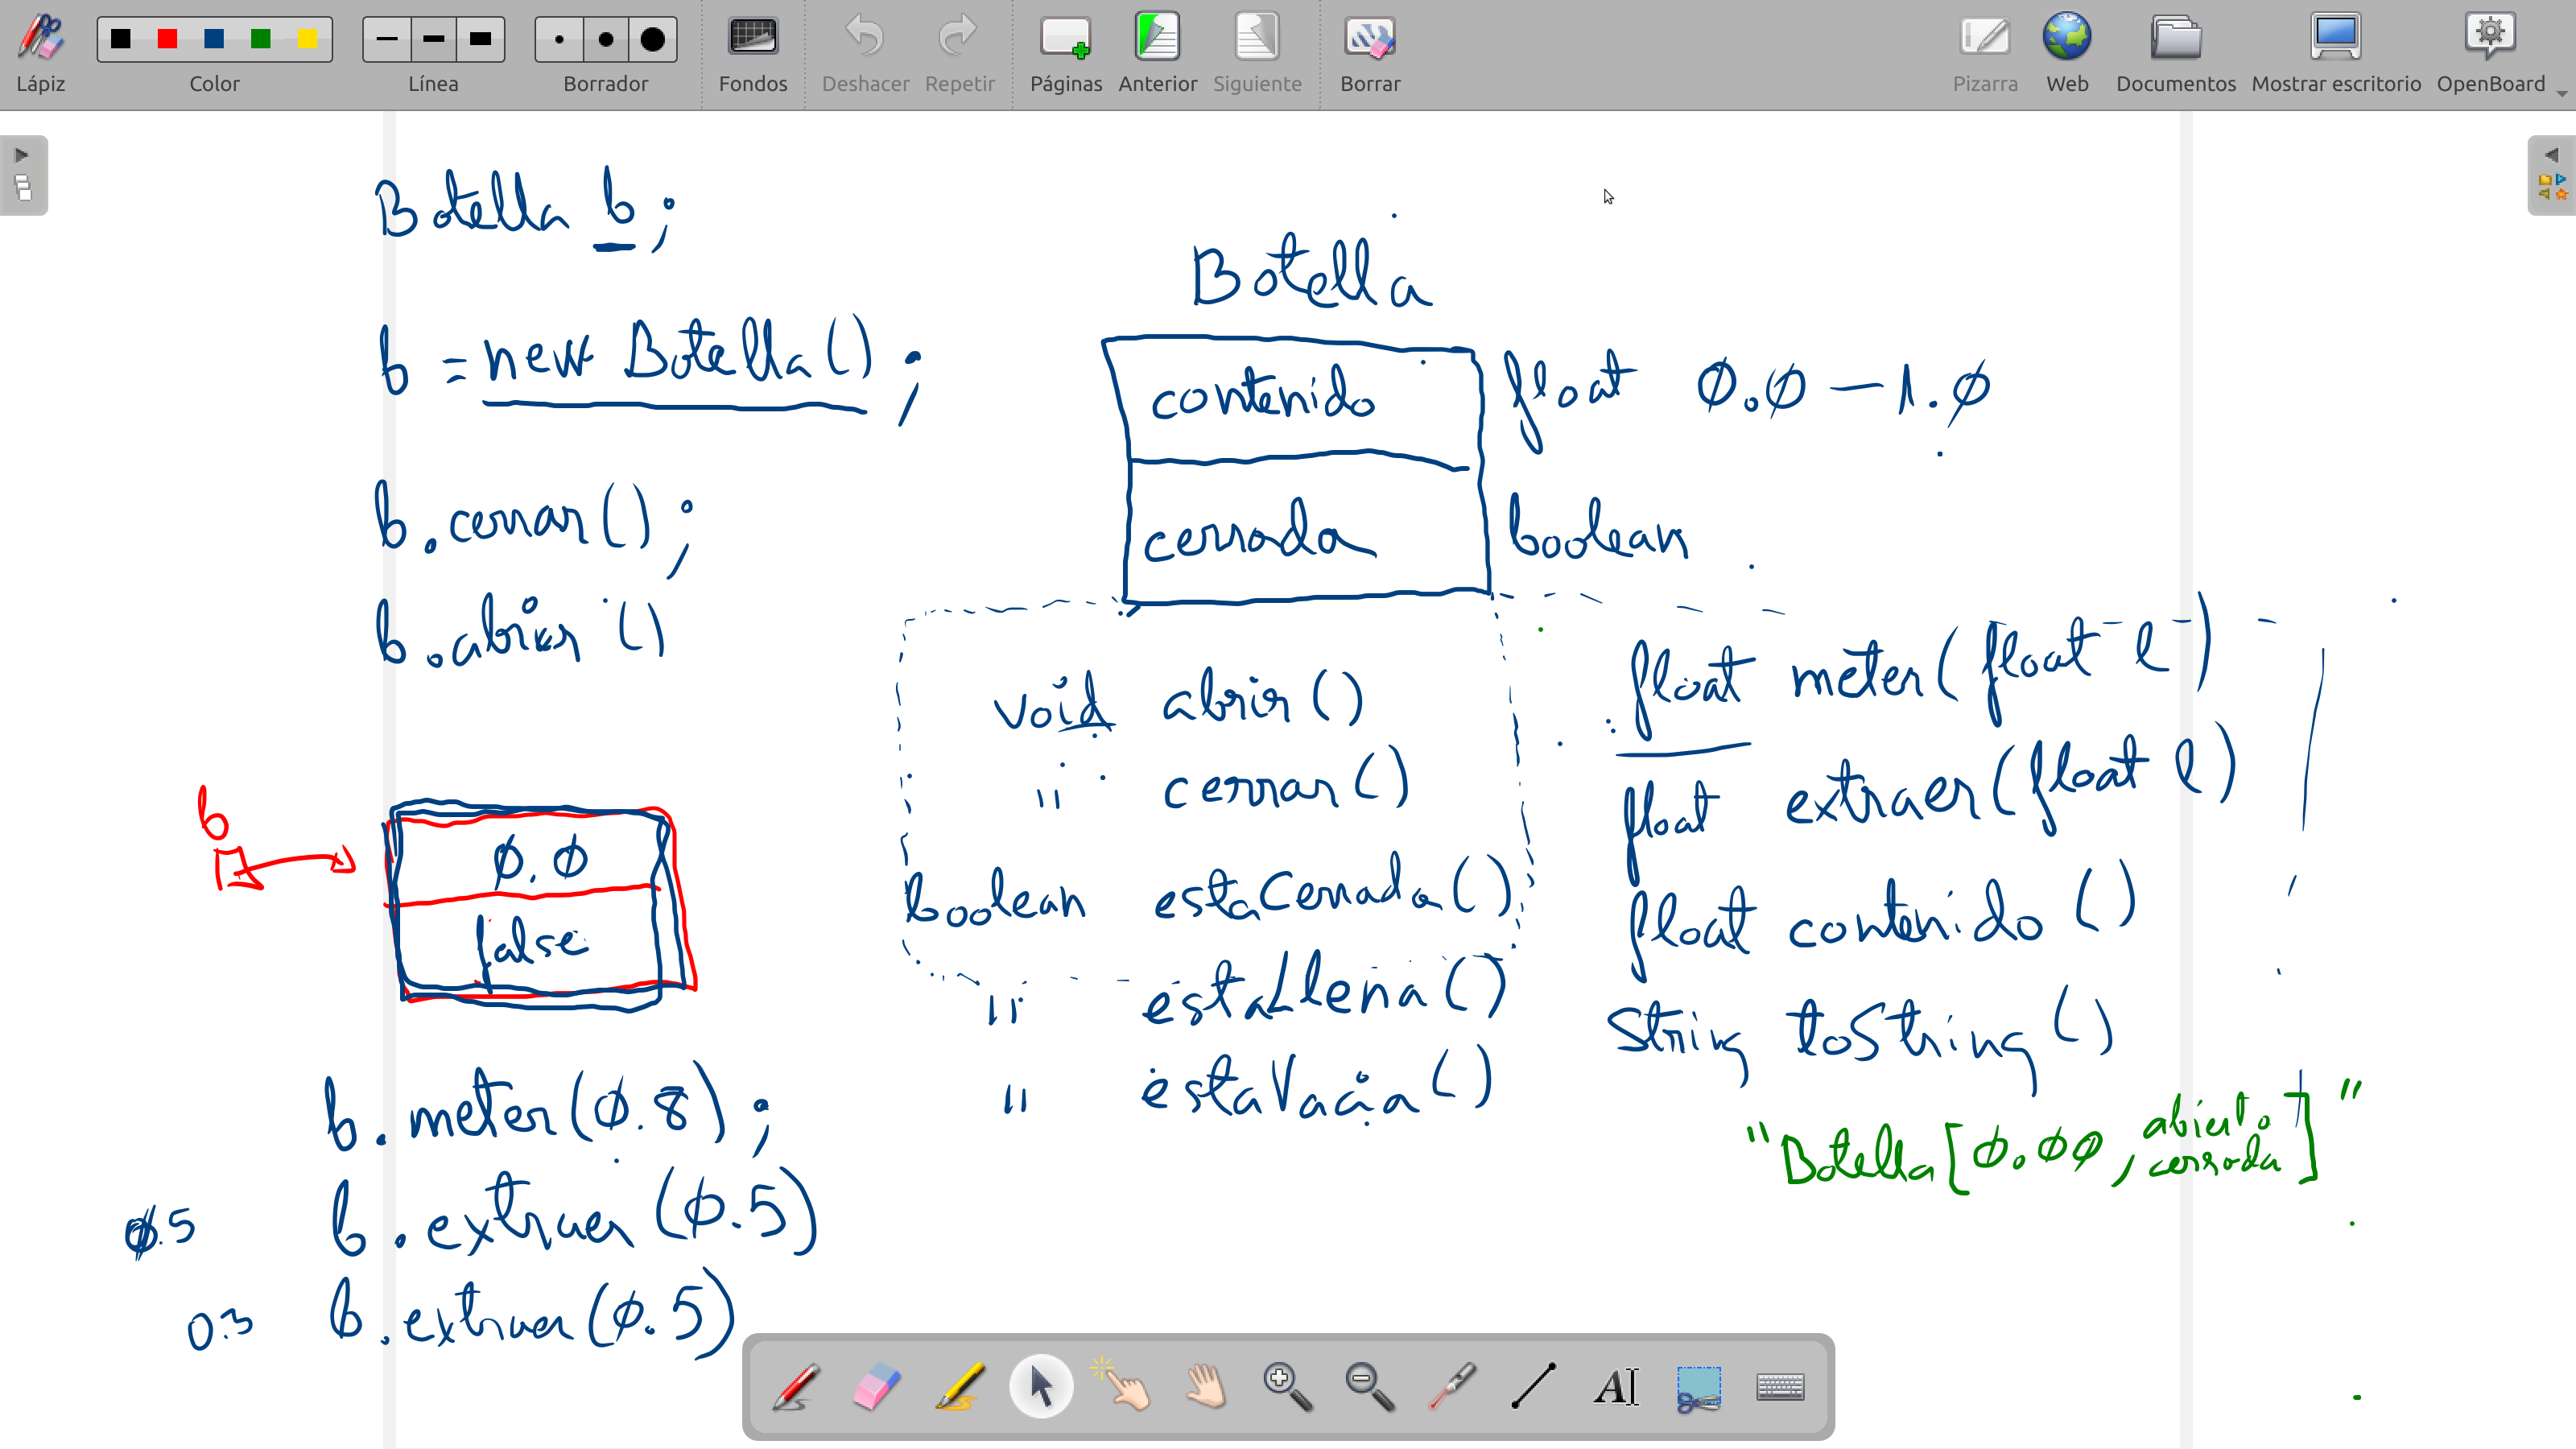 Lápiz Color Línea Borrador Fondos Deshacer Repetir Páginas Anterior Siguiente Borrar Pizarra Web Documentos Mostrar escritorio OpenBoard
Botella b;
b = new Botella();
b.cerrar();
b.abrir()
b
0.0
false
b.meter(0.8);
0.5 b.extraer(0.5)
0.3 b.extraer(0.5)
Botella
contenido float 0.0 — 1.0
cerrada boolean
void abrir()
" cerrar()
boolean estaCerrada()
" estaLlena()
" estaVacia()
float meter(float l)
float extraer(float l)
float contenido()
String toString()
"Botella[0.00, abierto
cerrada]"